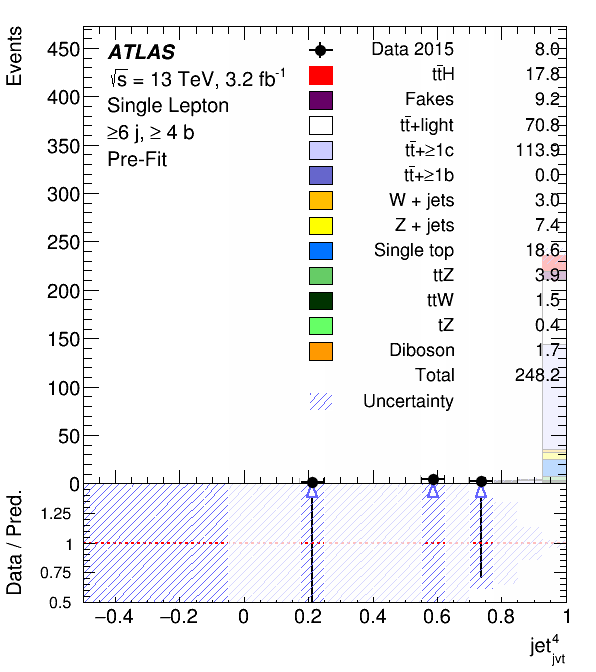 Events
450
400
350
300
250
200
150
100
50
0
ATLAS
√s = 13 TeV, 3.2 fb⁻¹
Single Lepton
≥6 j, ≥ 4 b
Pre-Fit
Data 2015 8.0
tt̄H 17.8
Fakes 9.2
tt̄+light 70.8
tt̄+≥1c 113.9
tt̄+≥1b 0.0
W + jets 3.0
Z + jets 7.4
Single top 18.6
ttZ 3.9
ttW 1.5
tZ 0.4
Diboson 1.7
Total 248.2
Uncertainty
Data / Pred.
1.25
1
0.75
0.5
−0.4 −0.2 0 0.2 0.4 0.6 0.8 1
jet⁴jvt